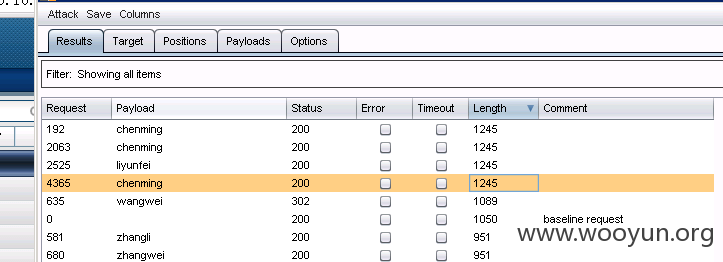 Attack Save Columns
Results Target Positions Payloads Options
Filter: Showing all items
Request Payload Status Error Timeout Length Comment
192 chenming 200 1245
2063 chenming 200 1245
2525 liyunfei 200 1245
4365 chenming 200 1245
635 wangwei 302 1089
0 200 1050 baseline request
581 zhangli 200 951
680 zhangwei 200 951
www.wooyun.org